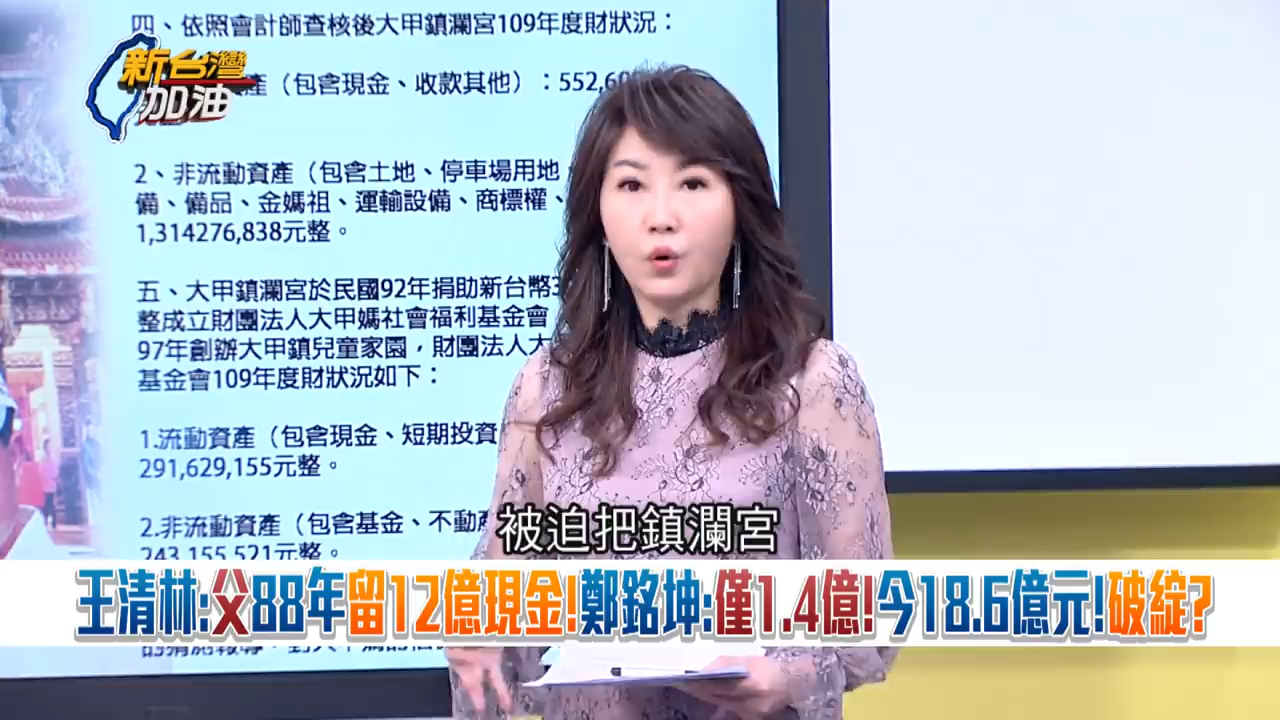 四、依照會計師查核後大甲鎮瀾宮109年度財狀況：
新台灣
加油
產（包含現金、收款其他）：552,60
2、非流動資產（包含土地、停車場用地
備、備品、金媽祖、運輸設備、商標權、
1,314276,838元整。
五、大甲鎮瀾宮於民國92年捐助新台幣3
整成立財團法人大甲媽社會福利基金會
97年創辦大甲鎮兒童家園，財團法人大
基金會109年度財狀況如下：
1.流動資產（包含現金、短期投資
291,629,155元整。
2.非流動資產（包含基金、不動產
243,155,521元整。
被迫把鎮瀾宮
王清林:父88年留12億現金!鄭銘坤:僅1.4億!今18.6億元!破綻?